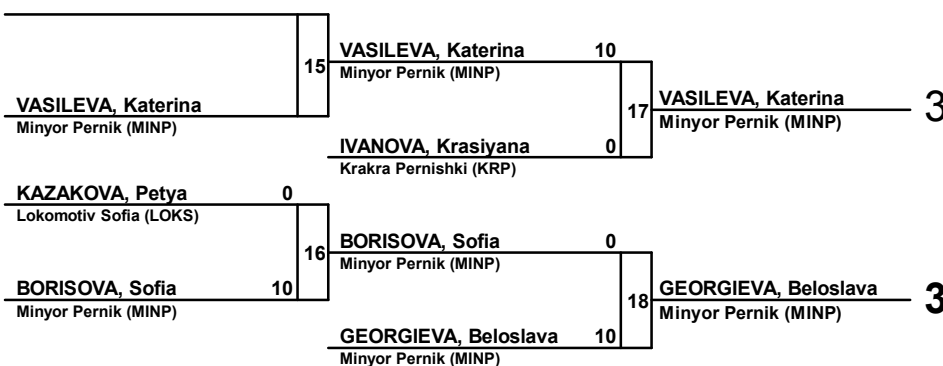 15
VASILEVA, Katerina 10
Minyor Pernik (MINP)
VASILEVA, Katerina
Minyor Pernik (MINP)
17
VASILEVA, Katerina
Minyor Pernik (MINP)
3
IVANOVA, Krasiyana 0
Krakra Pernishki (KRP)
KAZAKOVA, Petya 0
Lokomotiv Sofia (LOKS)
16
BORISOVA, Sofia 0
Minyor Pernik (MINP)
BORISOVA, Sofia 10
Minyor Pernik (MINP)
18
GEORGIEVA, Beloslava
Minyor Pernik (MINP)
3
GEORGIEVA, Beloslava 10
Minyor Pernik (MINP)